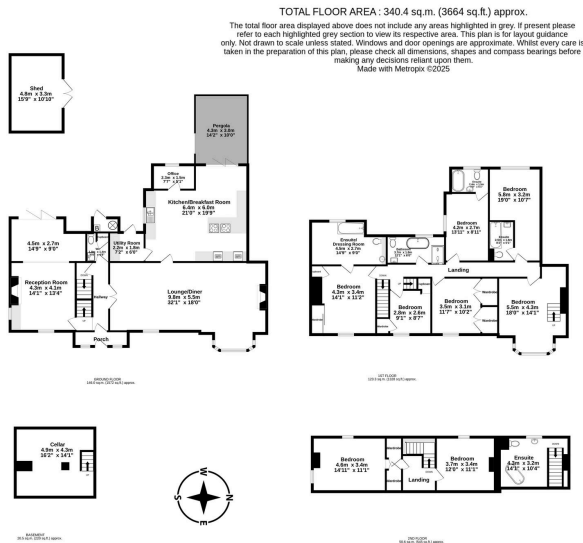 TOTAL FLOOR AREA : 340.4 sq.m. (3664 sq.ft.) approx.
The total floor area displayed above does not include any areas highlighted in grey. If present please
refer to each highlighted grey section to view its respective area. This plan is for layout guidance
only. Not drawn to scale unless stated. Windows and door openings are approximate. Whilst every care is
taken in the preparation of this plan, please check all dimensions, shapes and compass bearings before
making any decisions reliant upon them.
Made with Metropix ©2025
Shed
4.8m x 3.3m
15'9" x 10'10"
Pergola
4.3m x 3.0m
14'2" x 10'0"
Office
2.3m x 1.5m
7'7" x 5'1"
Kitchen/Breakfast Room
6.4m x 6.0m
21'0" x 19'9"
Utility Room
2.2m x 1.8m
7'2" x 6'0"
4.5m x 2.7m
14'9" x 9'0"
Reception Room
4.3m x 4.1m
14'1" x 13'4"
Hallway
Lounge/Diner
9.8m x 5.5m
32'1" x 18'0"
Porch
GROUND FLOOR
Bedroom
5.8m x 3.2m
19'0" x 10'7"
Bedroom
4.2m x 2.7m
13'11" x 8'11"
Ensuite/
Dressing Room
4.5m x 2.7m
14'9" x 9'0"
Landing
Bedroom
4.3m x 3.4m
14'1" x 11'2"
Bedroom
2.8m x 2.6m
9'1" x 8'7"
Bedroom
3.5m x 3.1m
11'7" x 10'2"
Wardrobe
Wardrobe
Bedroom
5.5m x 4.3m
18'0" x 14'1"
1ST FLOOR
Cellar
4.9m x 4.3m
16'2" x 14'1"
BASEMENT
W
N
E
S
Bedroom
4.6m x 3.4m
14'11" x 11'1"
Wardrobe
Wardrobe
Landing
Bedroom
3.7m x 3.4m
12'0" x 11'1"
Ensuite
4.3m x 3.2m
14'1" x 10'4"
2ND FLOOR